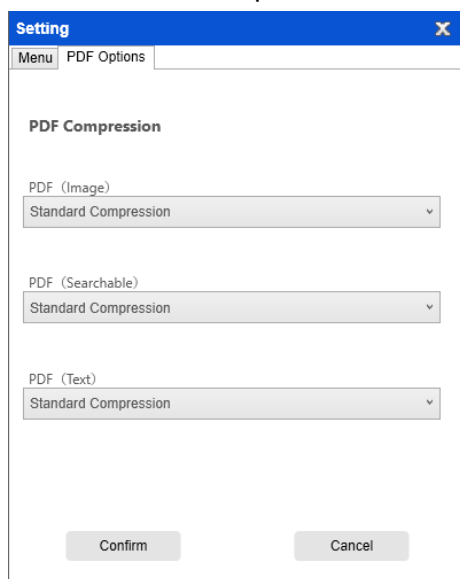 Setting X
Menu PDF Options
PDF Compression
PDF（Image）
Standard Compression
PDF（Searchable）
Standard Compression
PDF（Text）
Standard Compression
Confirm Cancel